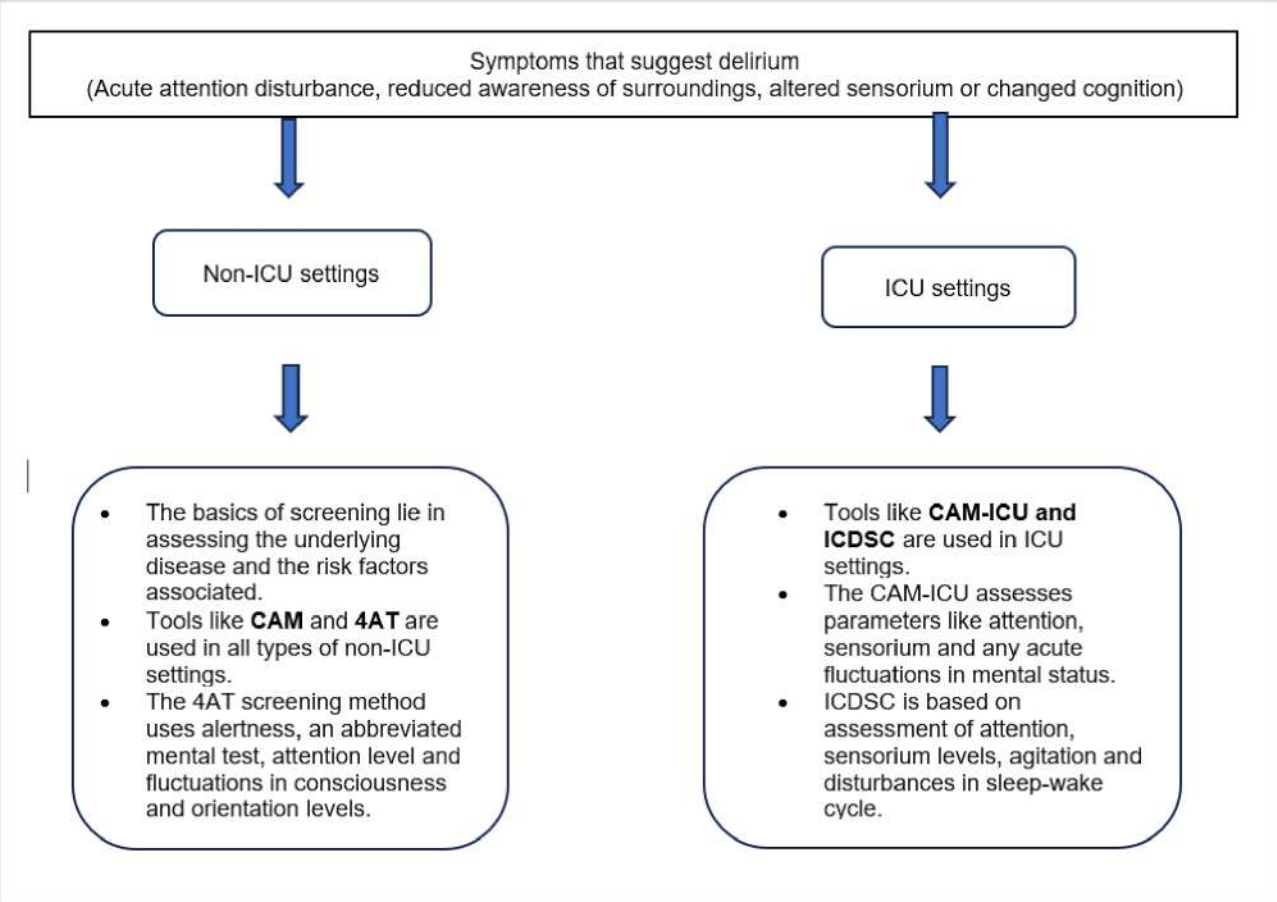 Symptoms that suggest delirium
(Acute attention disturbance, reduced awareness of surroundings, altered sensorium or changed cognition)
Non-ICU settings
ICU settings
• The basics of screening lie in
assessing the underlying
disease and the risk factors
associated.
• Tools like CAM and 4AT are
used in all types of non-ICU
settings.
• The 4AT screening method
uses alertness, an abbreviated
mental test, attention level and
fluctuations in consciousness
and orientation levels.
• Tools like CAM-ICU and
ICDSC are used in ICU
settings.
• The CAM-ICU assesses
parameters like attention,
sensorium and any acute
fluctuations in mental status.
• ICDSC is based on
assessment of attention,
sensorium levels, agitation and
disturbances in sleep-wake
cycle.